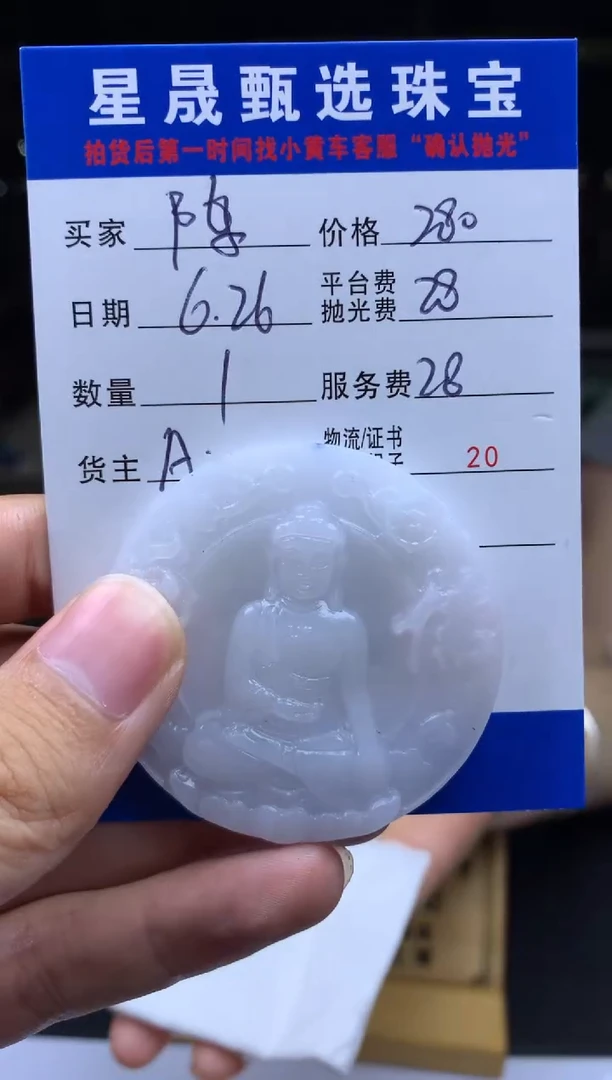 星晟甄选珠宝
拍货后第一时间找小黄车客服“确认抛光”
买家 陈 价格 280
日期 6.26 平台费 抛光费 28
数量 1 服务费 28
货主 A. 物流/证书 20